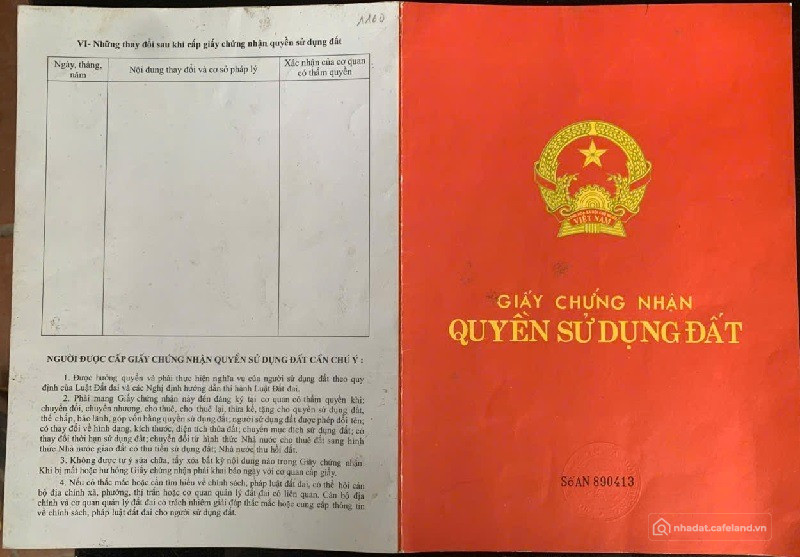 1160
VI- Những thay đổi sau khi cấp giấy chứng nhận quyền sử dụng đất
Ngày, tháng, năm
Nội dung thay đổi và cơ sở pháp lý
Xác nhận của cơ quan có thẩm quyền
NGƯỜI ĐƯỢC CẤP GIẤY CHỨNG NHẬN QUYỀN SỬ DỤNG ĐẤT CẦN CHÚ Ý :
1. Được hưởng quyền và phải thực hiện nghĩa vụ của người sử dụng đất theo quy
định của Luật Đất đai và các Nghị định hướng dẫn thi hành Luật Đất đai.
2. Phải mang Giấy chứng nhận này đến đăng ký tại cơ quan có thẩm quyền khi:
chuyển đổi, chuyển nhượng, cho thuê, cho thuê lại, thừa kế, tặng cho quyền sử dụng đất,
thế chấp, bảo lãnh, góp vốn bằng quyền sử dụng đất; người sử dụng đất được phép đổi tên;
có thay đổi về hình dạng, kích thước, diện tích thửa đất; chuyển mục đích sử dụng đất; có
thay đổi thời hạn sử dụng đất; chuyển đổi từ hình thức Nhà nước cho thuê đất sang hình
thức Nhà nước giao đất có thu tiền sử dụng đất; Nhà nước thu hồi đất.
3. Không được tự ý sửa chữa, tẩy xóa bất kỳ nội dung nào trong Giấy chứng nhận.
Khi bị mất hoặc hư hỏng Giấy chứng nhận phải khai báo ngay với cơ quan cấp giấy.
4. Nếu có thắc mắc hoặc cần tìm hiểu về chính sách, pháp luật đất đai, có thể hỏi cán
bộ địa chính xã, phường, thị trấn hoặc cơ quan quản lý đất đai có liên quan. Cán bộ địa
chính và cơ quan quản lý đất đai có trách nhiệm giải đáp thắc mắc hoặc cung cấp thông tin
về chính sách, pháp luật đất đai cho người sử dụng đất.
VIỆT NAM
GIẤY CHỨNG NHẬN
QUYỀN SỬ DỤNG ĐẤT
Số AN 890413
nhadat.cafeland.vn